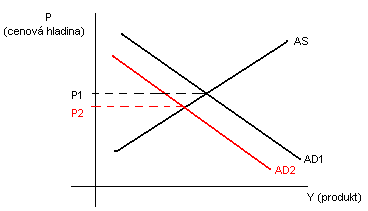 P
(cenová hladina)
AS
P1
P2
AD1
AD2
Y (produkt)